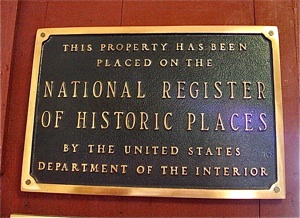 THIS PROPERTY HAS BEEN
PLACED ON THE
NATIONAL REGISTER
OF HISTORIC PLACES
BY THE UNITED STATES
DEPARTMENT OF THE INTERIOR